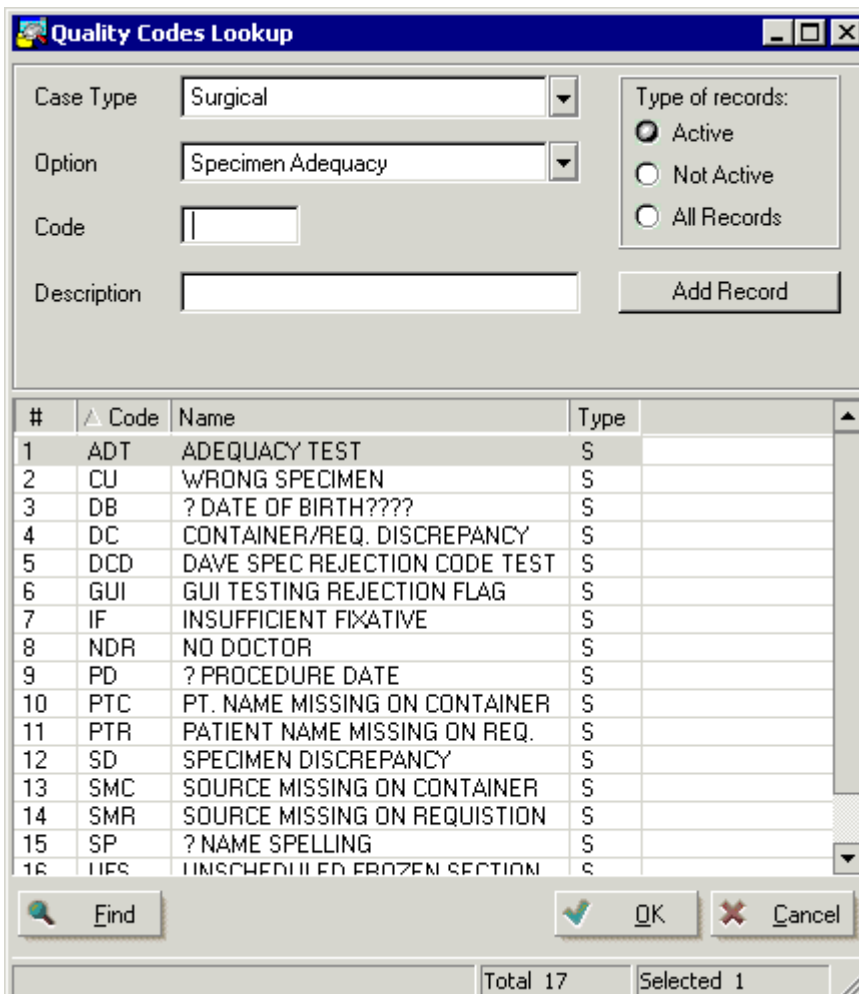 Quality Codes Lookup
Case Type Surgical
Type of records:
Active
Option Specimen Adequacy
Not Active
Code
All Records
Description
Add Record
# Code Name Type
1 ADT ADEQUACY TEST S
2 CU WRONG SPECIMEN S
3 DB ? DATE OF BIRTH???? S
4 DC CONTAINER/REQ. DISCREPANCY S
5 DCD DAVE SPEC REJECTION CODE TEST S
6 GUI GUI TESTING REJECTION FLAG S
7 IF INSUFFICIENT FIXATIVE S
8 NDR NO DOCTOR S
9 PD ? PROCEDURE DATE S
10 PTC PT. NAME MISSING ON CONTAINER S
11 PTR PATIENT NAME MISSING ON REQ. S
12 SD SPECIMEN DISCREPANCY S
13 SMC SOURCE MISSING ON CONTAINER S
14 SMR SOURCE MISSING ON REQUISTION S
15 SP ? NAME SPELLING S
16 UFS UNSCHEDULED FROZEN SECTION S
Find OK Cancel
Total 17 Selected 1